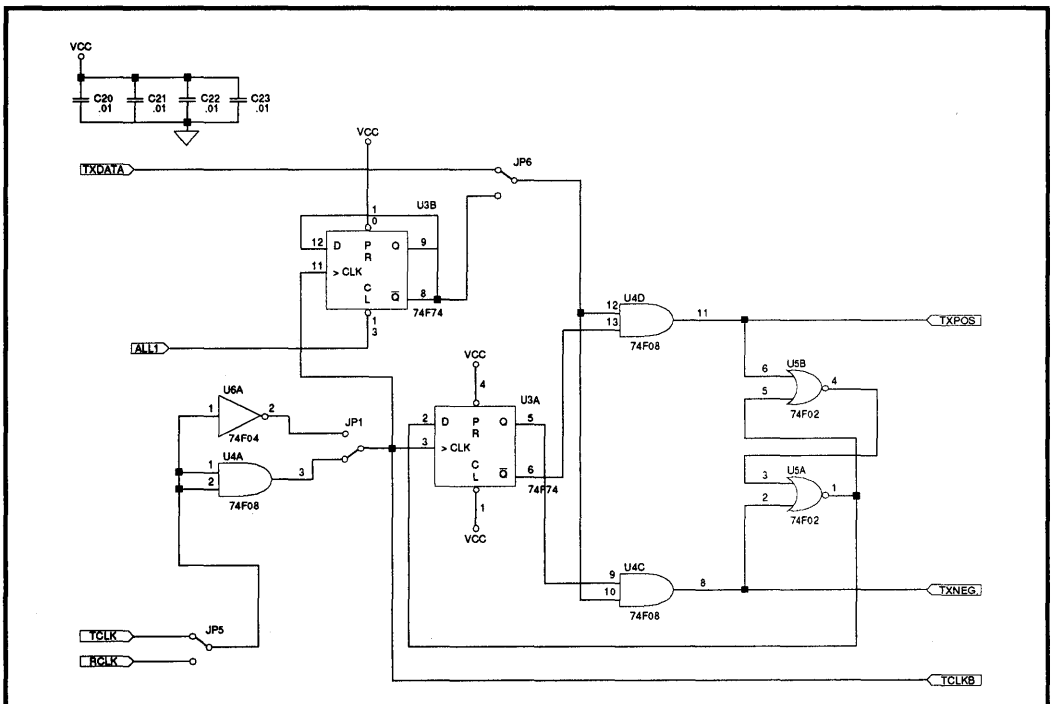 VCC
C20
.01
C21
.01
C22
.01
C23
.01
VCC
TXDATA
JP6
1
0
U3B
12
D
P
R
Q
9
11
> CLK
C
L
Q
8
74F74
1
3
ALL1
12
13
U4D
11
74F08
TXPOS
VCC
4
U3A
2
D
P
R
Q
5
3
> CLK
C
L
Q
6
74F74
1
VCC
U6A
1
2
74F04
JP1
U4A
1
2
3
74F08
U5B
6
5
4
74F02
U5A
3
2
1
74F02
9
10
U4C
8
74F08
TXNEG.
TCLK
JP5
RCLK
TCLKB